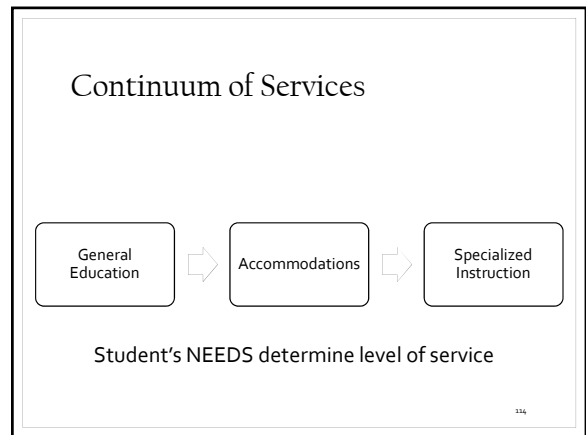 Continuum of Services
General
Education
Accommodations
Specialized
Instruction
Student's NEEDS determine level of service
114